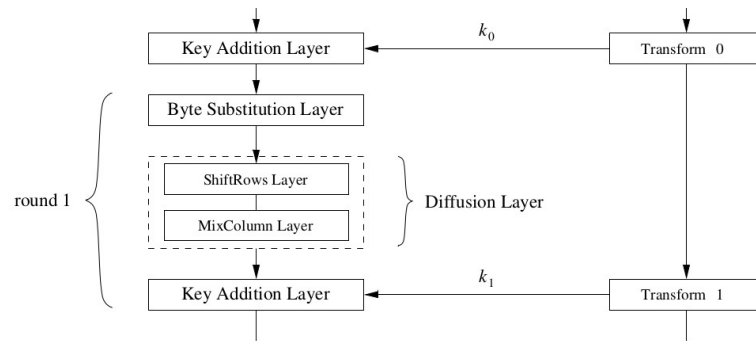 k0
Key Addition Layer
Transform 0
Byte Substitution Layer
ShiftRows Layer
round 1
Diffusion Layer
MixColumn Layer
k1
Key Addition Layer
Transform 1